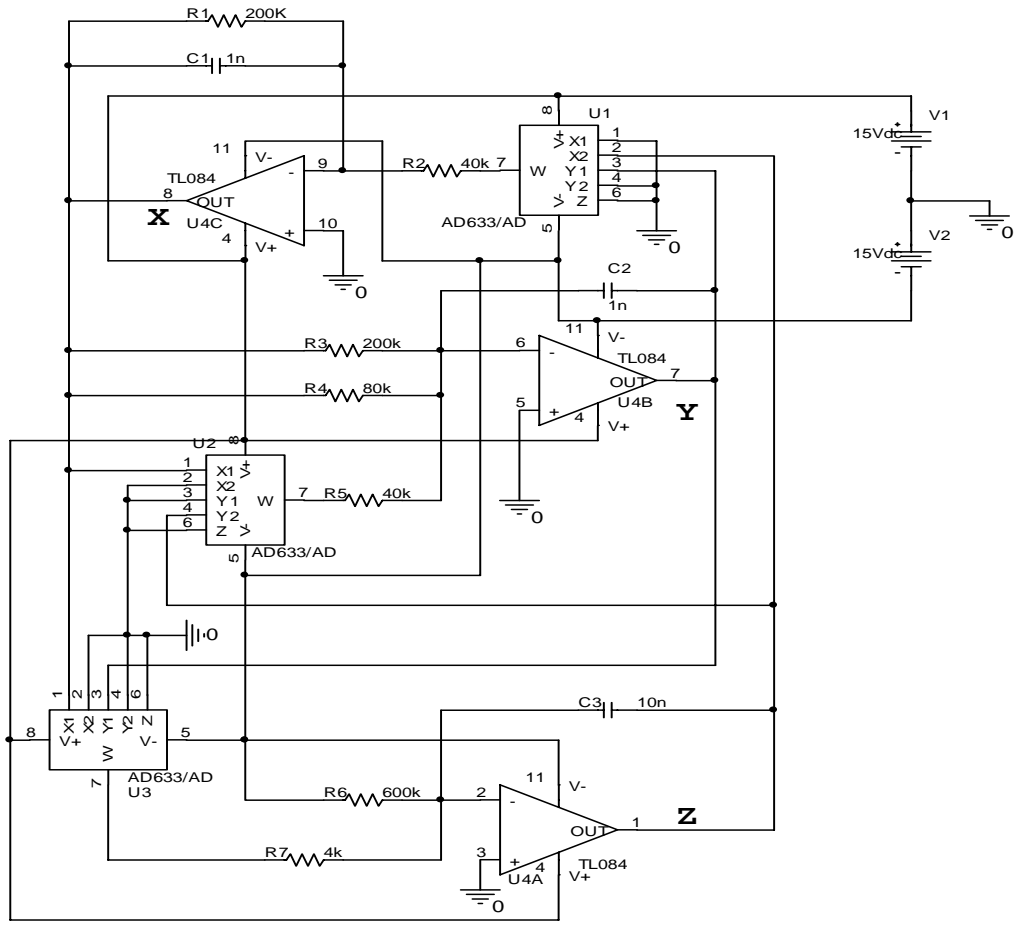 R1 200K
C1 1n
U1
8
V+
X1 1
X2 2
Y1 3
Y2 4
Z 6
W
V-
7
5
AD633/AD
V1
15Vdc
+
-
V2
15Vdc
+
-
0
11
V-
9
-
R2 40k
TL084
8
OUT
X
U4C
10
+
4
V+
0
0
C2
1n
R3 200k
R4 80k
11
V-
6
-
TL084
OUT
7
U4B
Y
5
+
4
V+
0
U2
8
1 X1 V+
2 X2
3 Y1 W
4 Y2
6 Z V-
7
R5 40k
5
AD633/AD
0
1 2 3 4 6
X1 X2 Y1 Y2 Z
8
V+
V-
5
W
7
AD633/AD
U3
C3 10n
R6 600k
R7 4k
11
V-
2
-
OUT
1
Z
3
+
4
U4A
TL084
V+
0